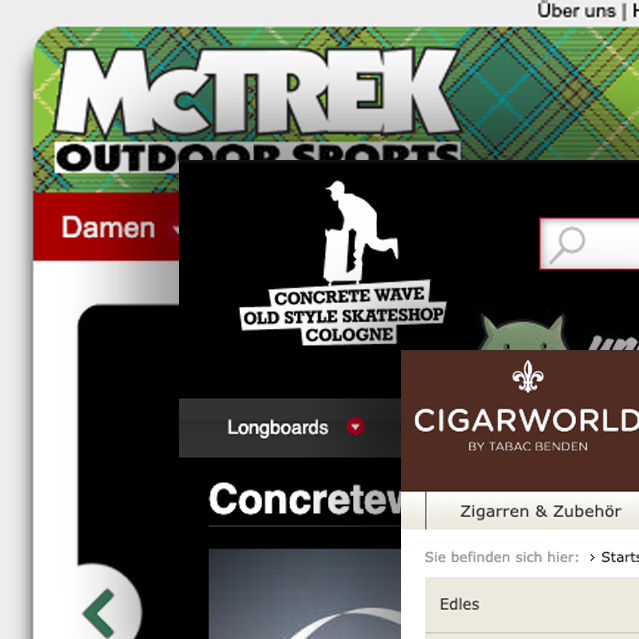 Über uns |
McTREK
OUTDOOR SPORTS
Damen
CONCRETE WAVE
OLD STYLE SKATESHOP
COLOGNE
Longboards
CIGARWORLD
BY TABAC BENDEN
Zigarren & Zubehör
Sie befinden sich hier: › Starts
Edles